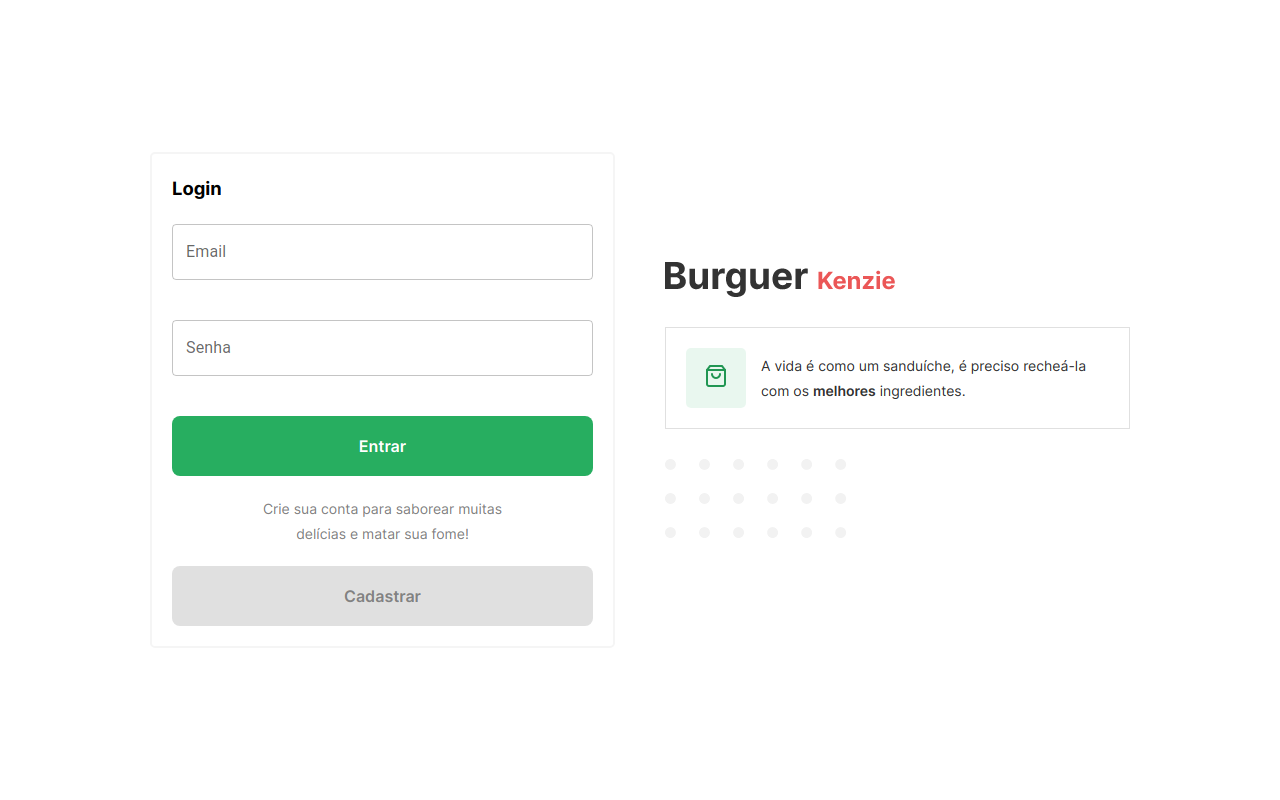 Login
Email
Senha
Entrar
Crie sua conta para saborear muitas
delícias e matar sua fome!
Cadastrar
Burguer Kenzie
A vida é como um sanduíche, é preciso recheá-la
com os melhores ingredientes.